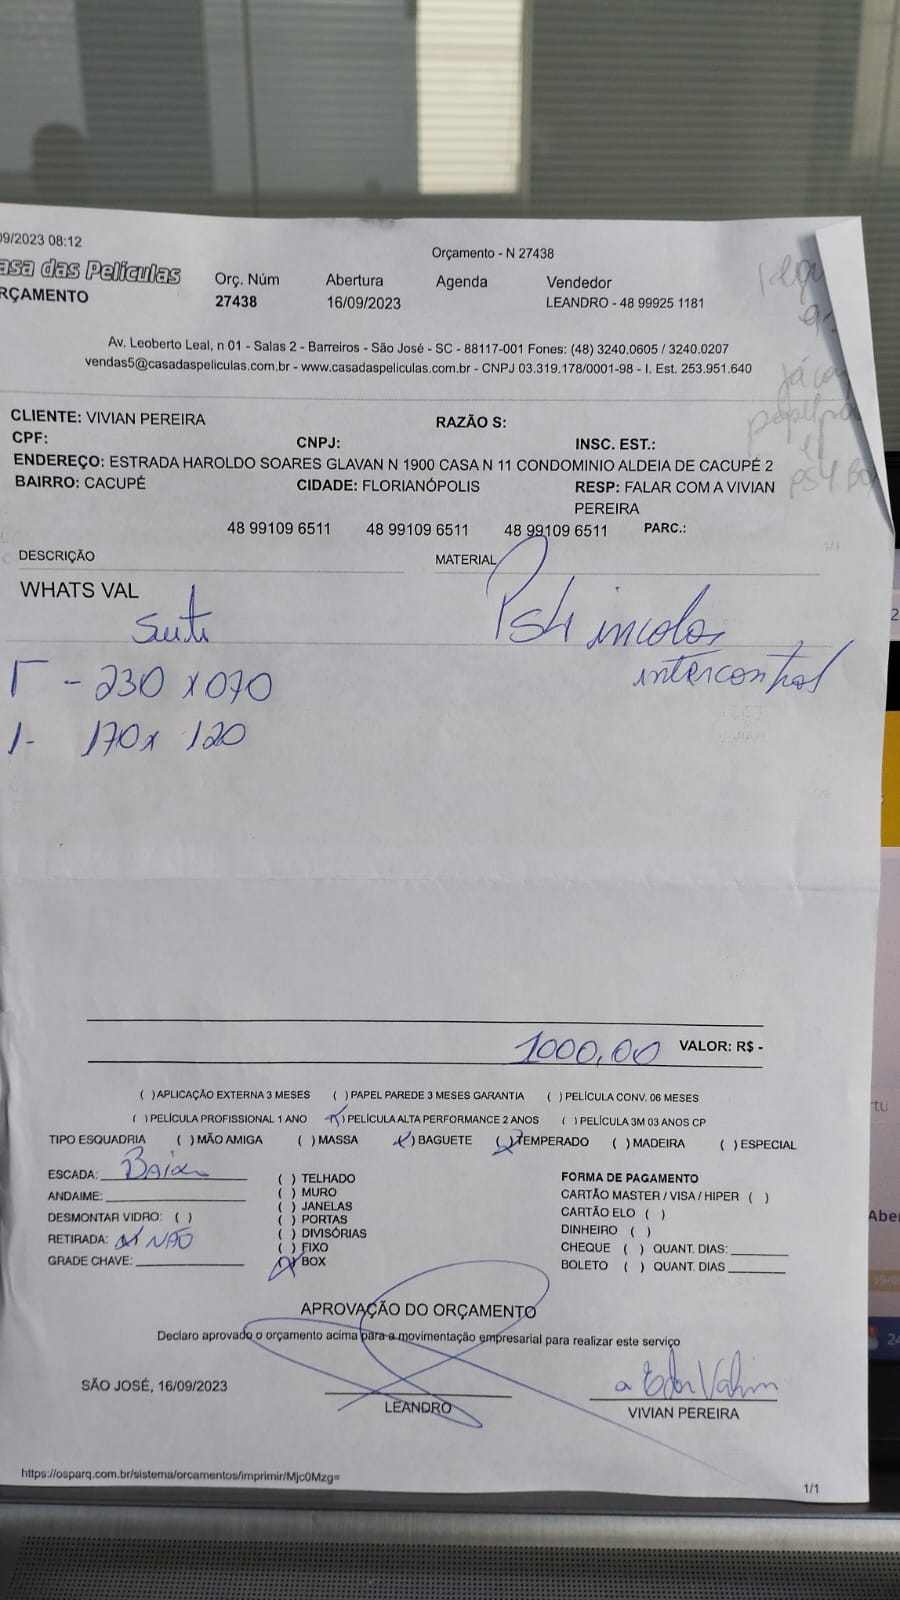 09/2023 08:12
Orçamento - N 27438
asa das Películas
RÇAMENTO
Orç. Núm
27438
Abertura
16/09/2023
Agenda
Vendedor
LEANDRO - 48 99925 1181
Av. Leoberto Leal, n 01 - Salas 2 - Barreiros - São José - SC - 88117-001 Fones: (48) 3240.0605 / 3240.0207
vendas5@casadaspeliculas.com.br - www.casadaspeliculas.com.br - CNPJ 03.319.178/0001-98 - I. Est. 253.951.640
já
CLIENTE: VIVIAN PEREIRA RAZÃO S:
CPF: CNPJ: INSC. EST.:
ENDEREÇO: ESTRADA HAROLDO SOARES GLAVAN N 1900 CASA N 11 CONDOMINIO ALDEIA DE CACUPÉ 2
BAIRRO: CACUPÉ CIDADE: FLORIANÓPOLIS RESP: FALAR COM A VIVIAN
PEREIRA
PS4
48 99109 6511 48 99109 6511 48 99109 6511 PARC.:
DESCRIÇÃO MATERIAL
WHATS VAL
Suite
PS4 incolor
intercontrol
1 - 230 x 070
1- 170x 120
1000,00 VALOR: R$ -
( )APLICAÇÃO EXTERNA 3 MESES ( )PAPEL PAREDE 3 MESES GARANTIA ( )PELÍCULA CONV. 06 MESES
( )PELÍCULA PROFISSIONAL 1 ANO (x)PELÍCULA ALTA PERFORMANCE 2 ANOS ( )PELÍCULA 3M 03 ANOS CP
TIPO ESQUADRIA ( )MÃO AMIGA ( )MASSA (x)BAGUETE (x)TEMPERADO ( )MADEIRA ( )ESPECIAL
ESCADA: Baixa
ANDAIME:
DESMONTAR VIDRO: ( )
RETIRADA: (x) NÃO
GRADE CHAVE:
( ) TELHADO
( ) MURO
( ) JANELAS
( ) PORTAS
( ) DIVISÓRIAS
( ) FIXO
(x) BOX
FORMA DE PAGAMENTO
CARTÃO MASTER / VISA / HIPER ( )
CARTÃO ELO ( )
DINHEIRO ( )
CHEQUE ( ) QUANT. DIAS:
BOLETO ( ) QUANT. DIAS
APROVAÇÃO DO ORÇAMENTO
Declaro aprovado o orçamento acima para a movimentação empresarial para realizar este serviço
SÃO JOSÉ, 16/09/2023
LEANDRO
VIVIAN PEREIRA
https://osparq.com.br/sistema/orcamentos/imprimir/Mjc0Mzg=
1/1